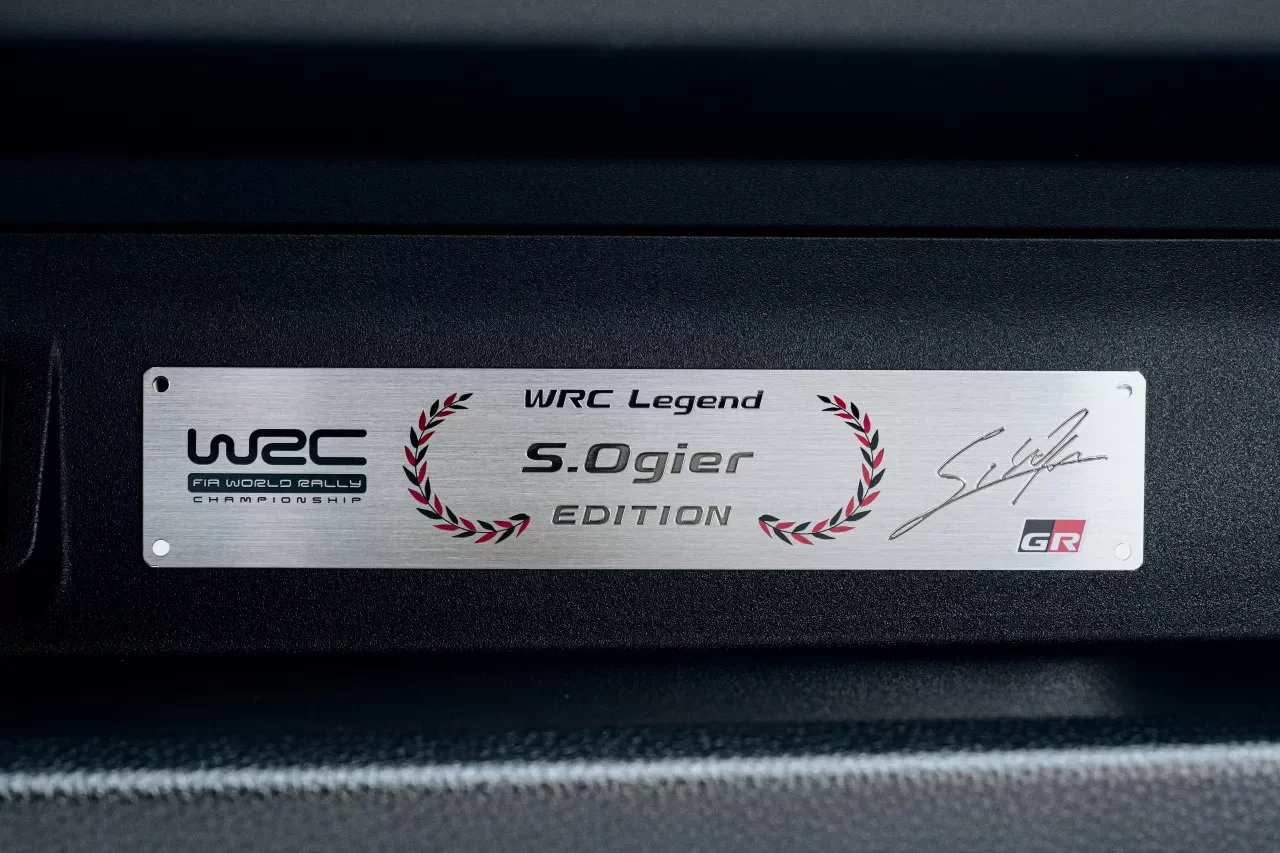 WRC
FIA WORLD RALLY
CHAMPIONSHIP
WRC Legend
S.Ogier
EDITION
GR